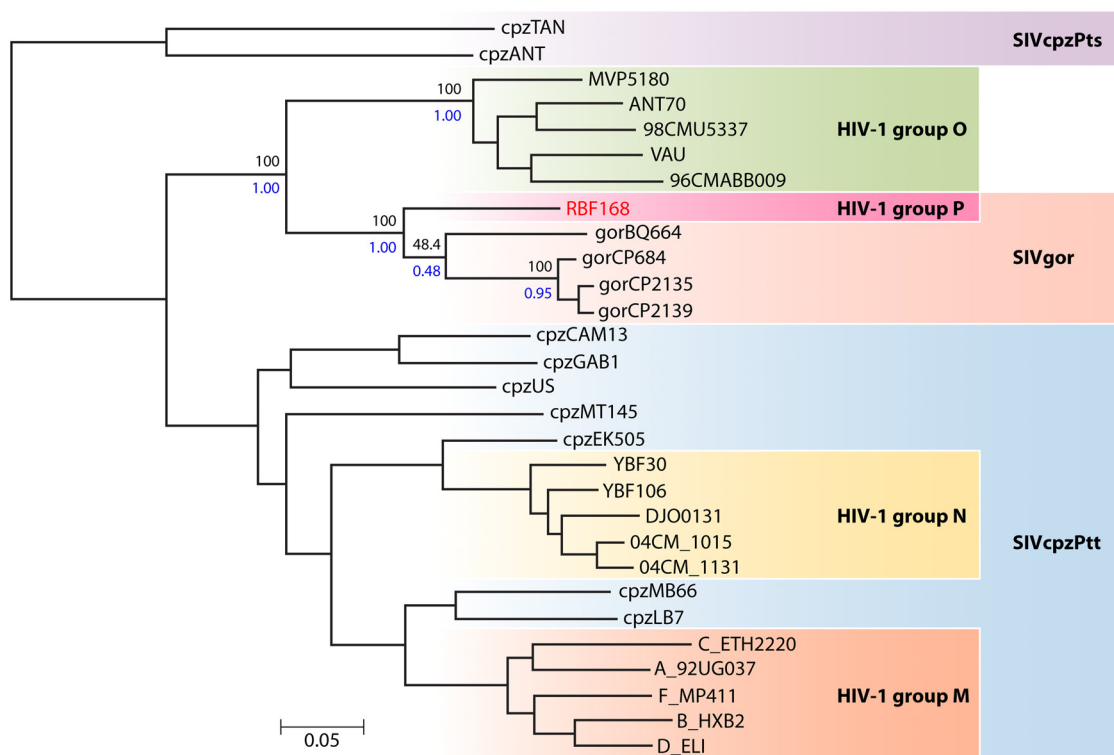 cpzTAN
SIVcpzPts
cpzANT
MVP5180
100
1.00
ANT70
98CMU5337
HIV-1 group O
VAU
96CMABB009
100
1.00
RBF168
HIV-1 group P
100
1.00
gorBQ664
48.4
0.48
gorCP684
SIVgor
100
0.95
gorCP2135
gorCP2139
cpzCAM13
cpzGAB1
cpzUS
cpzMT145
cpzEK505
YBF30
YBF106
DJO0131
HIV-1 group N
04CM_1015
SIVcpzPtt
04CM_1131
cpzMB66
cpzLB7
C_ETH2220
A_92UG037
F_MP411
HIV-1 group M
B_HXB2
D_ELI
0.05